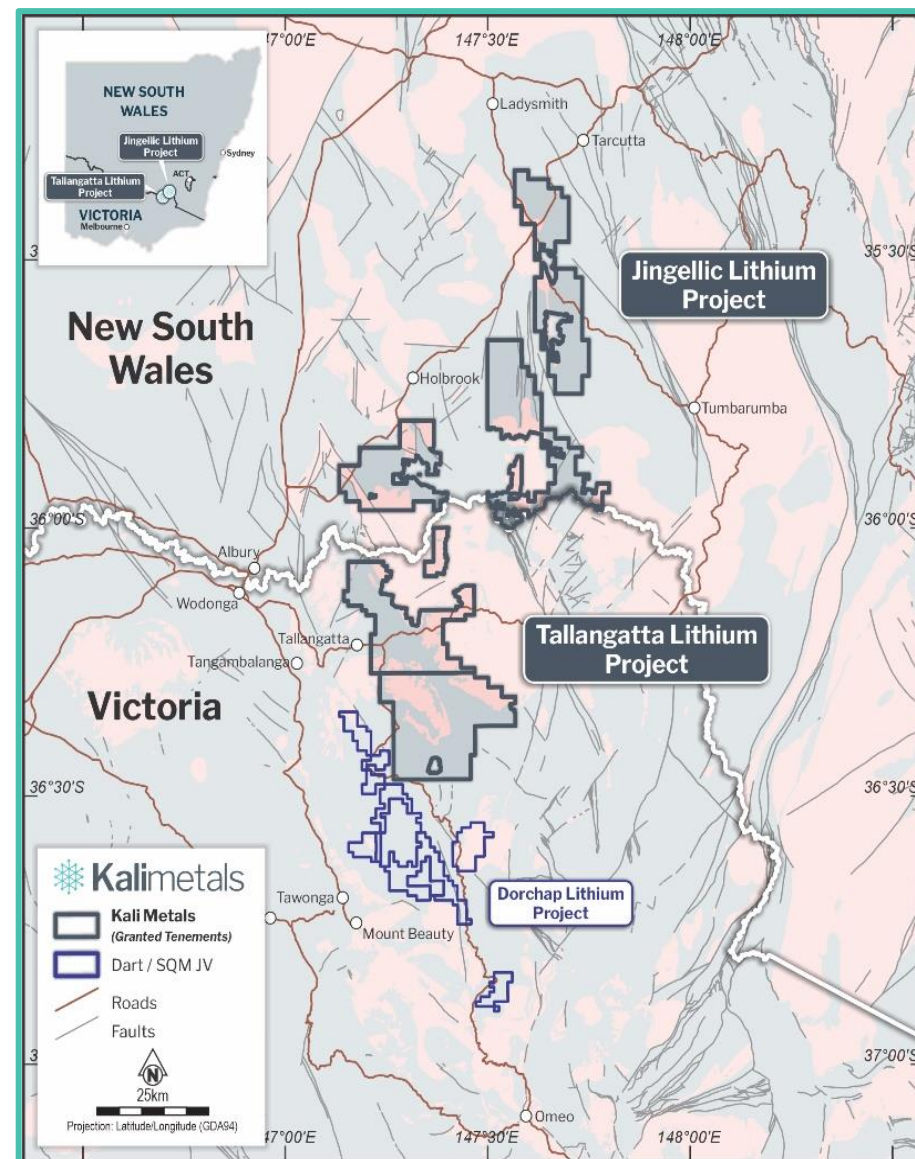 147°00'E
147°30'E
148°00'E
NEW SOUTH
WALES
Jingellic Lithium
Project
Sydney
ACT
Tallangatta Lithium
Project
VICTORIA
Melbourne
Ladysmith
Tarcutta
35°30'S
Jingellic Lithium
Project
New South
Wales
Holbrook
Tumbarumba
36°00'S
36°00'S
Albury
Wodonga
Tallangatta
Tangambalanga
Tallangatta Lithium
Project
Victoria
36°30'S
36°30'S
Kalimetals
Kali Metals
(Granted Tenements)
Dart / SQM JV
Roads
Faults
N
25km
Projection: Latitude/Longitude (GDA94)
Tawonga
Mount Beauty
Dorchap Lithium
Project
37°00'S
Omeo
147°00'E
147°30'E
148°00'E